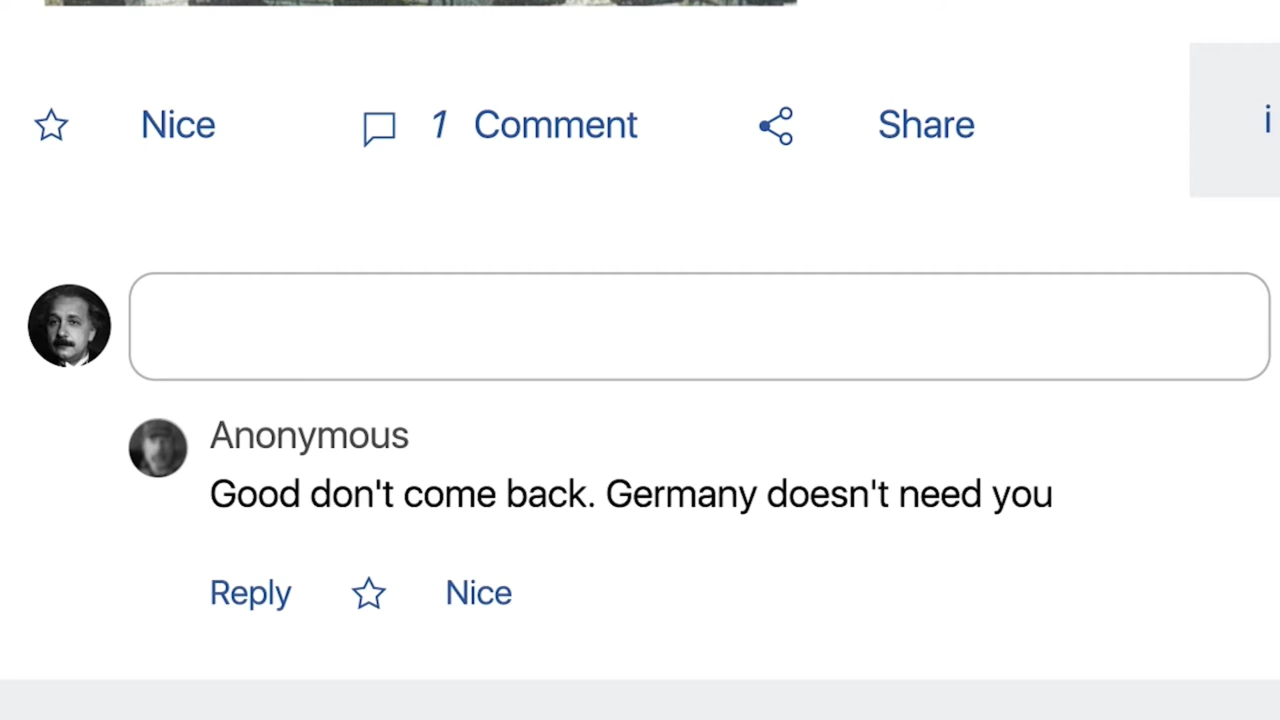 Nice 1 Comment Share i
Anonymous
Good don't come back. Germany doesn't need you
Reply Nice